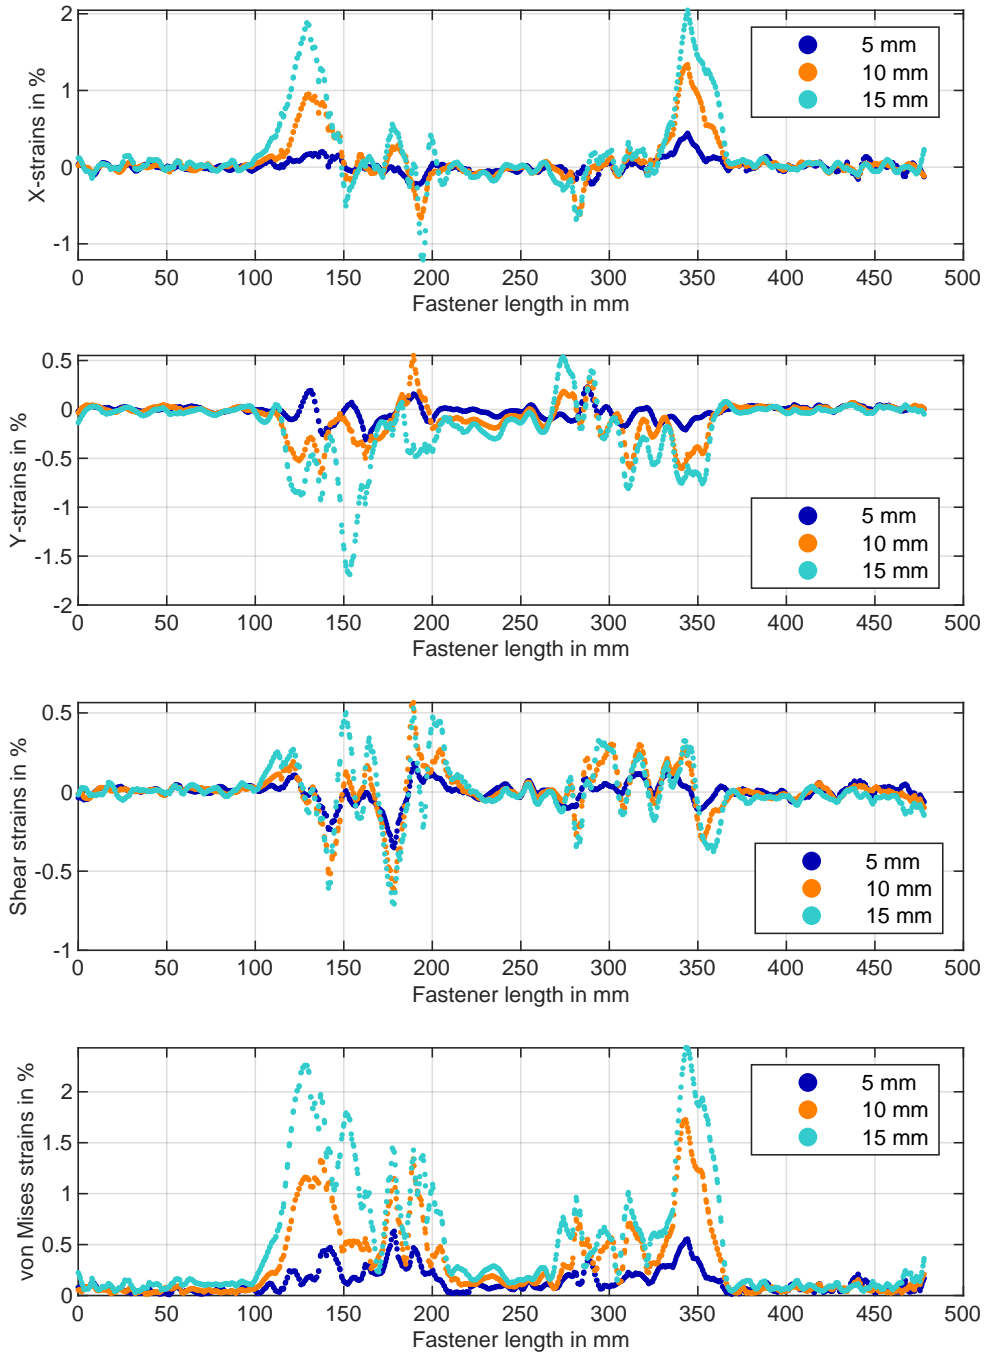 X-strains in %
2
1
0
-1
5 mm
10 mm
15 mm
0 50 100 150 200 250 300 350 400 450 500
Fastener length in mm
Y-strains in %
0.5
0
-0.5
-1
-1.5
-2
5 mm
10 mm
15 mm
0 50 100 150 200 250 300 350 400 450 500
Fastener length in mm
Shear strains in %
0.5
0
-0.5
-1
5 mm
10 mm
15 mm
0 50 100 150 200 250 300 350 400 450 500
Fastener length in mm
von Mises strains in %
2
1.5
1
0.5
0
5 mm
10 mm
15 mm
0 50 100 150 200 250 300 350 400 450 500
Fastener length in mm